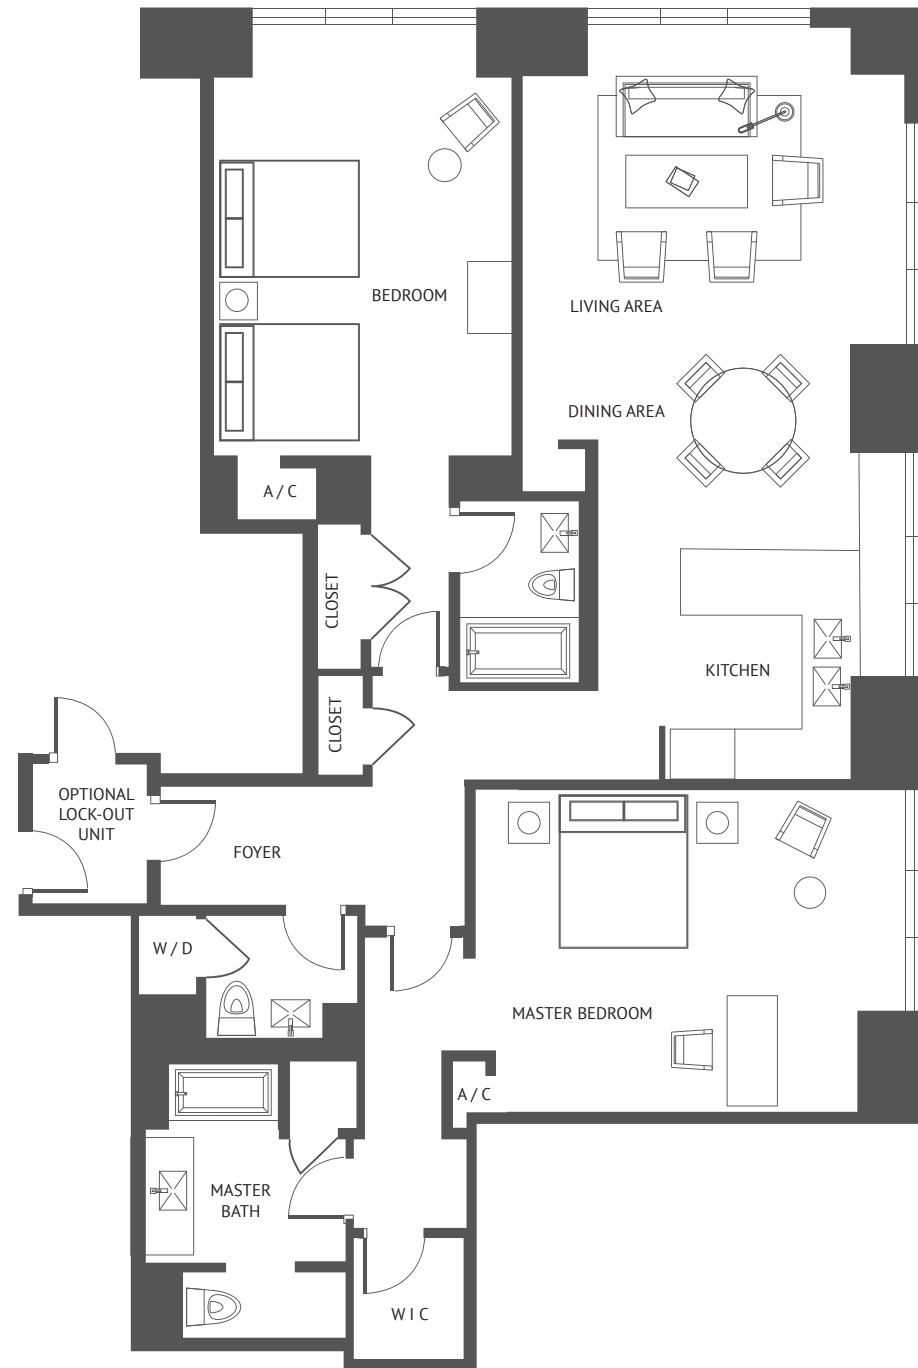 BEDROOM
LIVING AREA
DINING AREA
A / C
CLOSET
KITCHEN
CLOSET
OPTIONAL
LOCK-OUT
UNIT
FOYER
W / D
MASTER BEDROOM
A / C
MASTER
BATH
W I C